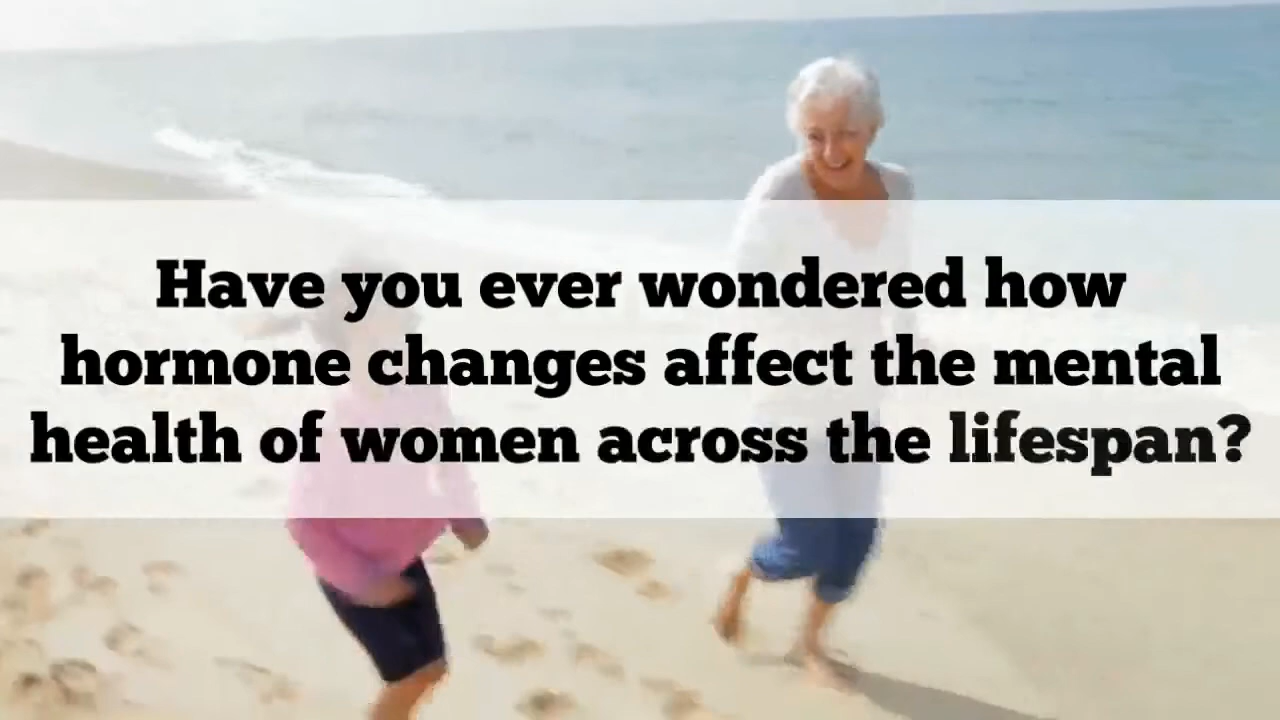 Have you ever wondered how
hormone changes affect the mental
health of women across the lifespan?